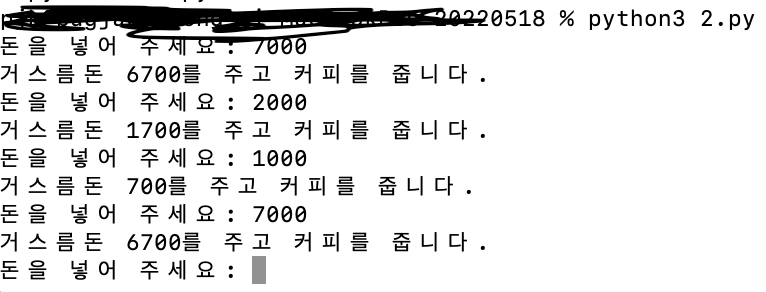 20220518 % python3 2.py
돈을 넣어 주세요: 7000
거스름돈 6700를 주고 커피를 줍니다.
돈을 넣어 주세요: 2000
거스름돈 1700를 주고 커피를 줍니다.
돈을 넣어 주세요: 1000
거스름돈 700를 주고 커피를 줍니다.
돈을 넣어 주세요: 7000
거스름돈 6700를 주고 커피를 줍니다.
돈을 넣어 주세요: